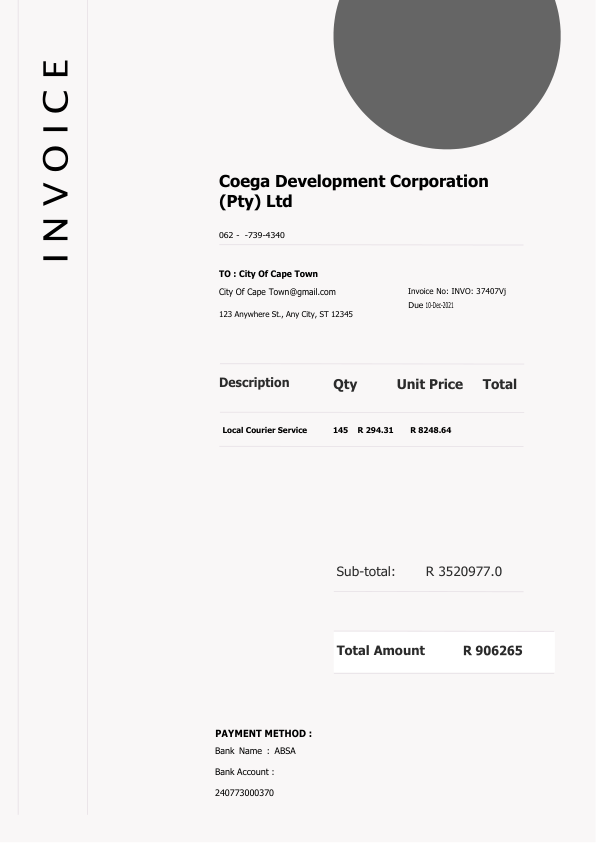 INVOICE
Coega Development Corporation
(Pty) Ltd
062 - -739-4340
TO : City Of Cape Town
City Of Cape Town@gmail.com
Invoice No: INVO: 37407Vj
Due 10-Dec-2021
123 Anywhere St., Any City, ST 12345
Description Qty Unit Price Total
Local Courier Service 145 R 294.31 R 8248.64
Sub-total: R 3520977.0
Total Amount R 906265
PAYMENT METHOD :
Bank Name : ABSA
Bank Account :
240773000370